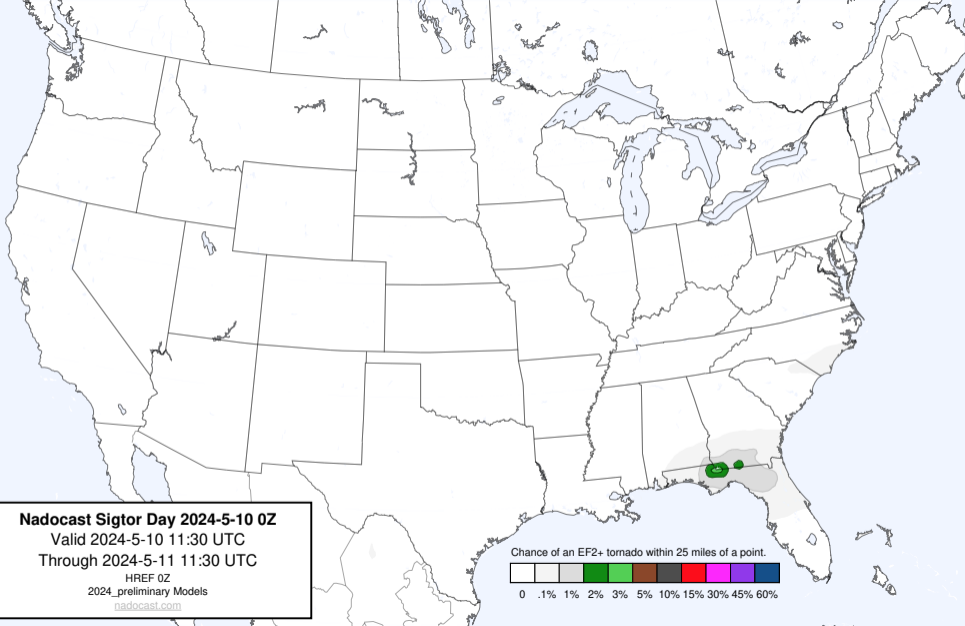 Nadocast Sigtor Day 2024-5-10 0Z
Valid 2024-5-10 11:30 UTC
Through 2024-5-11 11:30 UTC
HREF 0Z
2024_preliminary Models
nadocast.com
Chance of an EF2+ tornado within 25 miles of a point.
0 .1% 1% 2% 3% 5% 10% 15% 30% 45% 60%